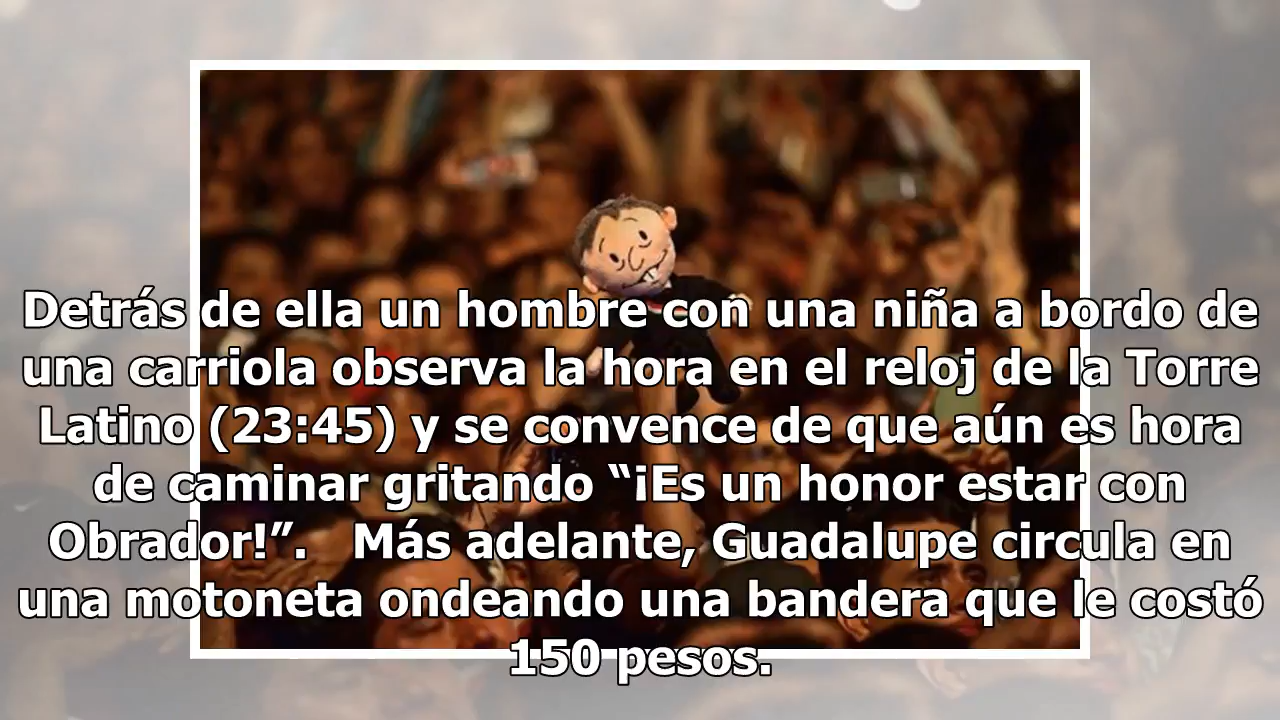 Detrás de ella un hombre con una niña a bordo de
una carriola observa la hora en el reloj de la Torre
Latino (23:45) y se convence de que aún es hora
de caminar gritando “¡Es un honor estar con
Obrador!”.   Más adelante, Guadalupe circula en
una motoneta ondeando una bandera que le costó
150 pesos.